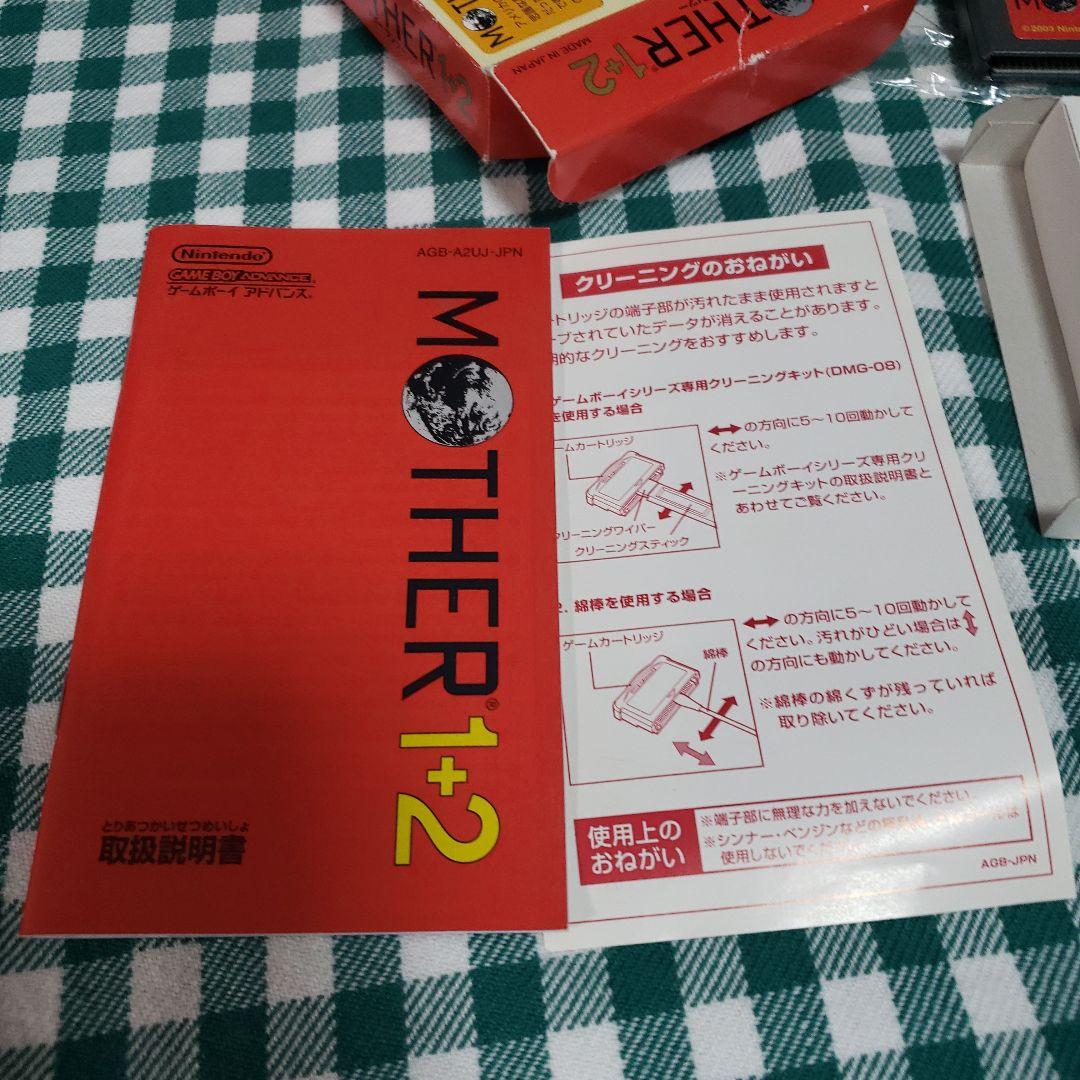 THER 1+2
MOTHER® 1+2
MADE IN JAPAN
©2003 Nin
Nintendo®
GAME BOY ADVANCE™
ゲームボーイ アドバンス®
AGB-A2UJ-JPN
MOTHER® 1+2
とりあつかいせつめいしょ
取扱説明書
クリーニングのおねがい
トリッジの端子部が汚れたまま使用されますと
ブされていたデータが消えることがあります。
的なクリーニングをおすすめします。
ゲームボーイシリーズ専用クリーニングキット(DMG-08)
を使用する場合
ームカートリッジ
クリーニングワイパー
クリーニングスティック
↔の方向に5〜10回動かして
ください。
※ゲームボーイシリーズ専用クリ
ーニングキットの取扱説明書と
あわせてご覧ください。
2. 綿棒を使用する場合
ゲームカートリッジ
綿棒
↔の方向に5〜10回動かして
ください。汚れがひどい場合は↕
の方向にも動かしてください。
※綿棒の綿くずが残っていれば
取り除いてください。
使用上の
おねがい
※端子部に無理な力を加えないでください。
※シンナー・ベンジンなどの
使用しないでく
AGB-JPN